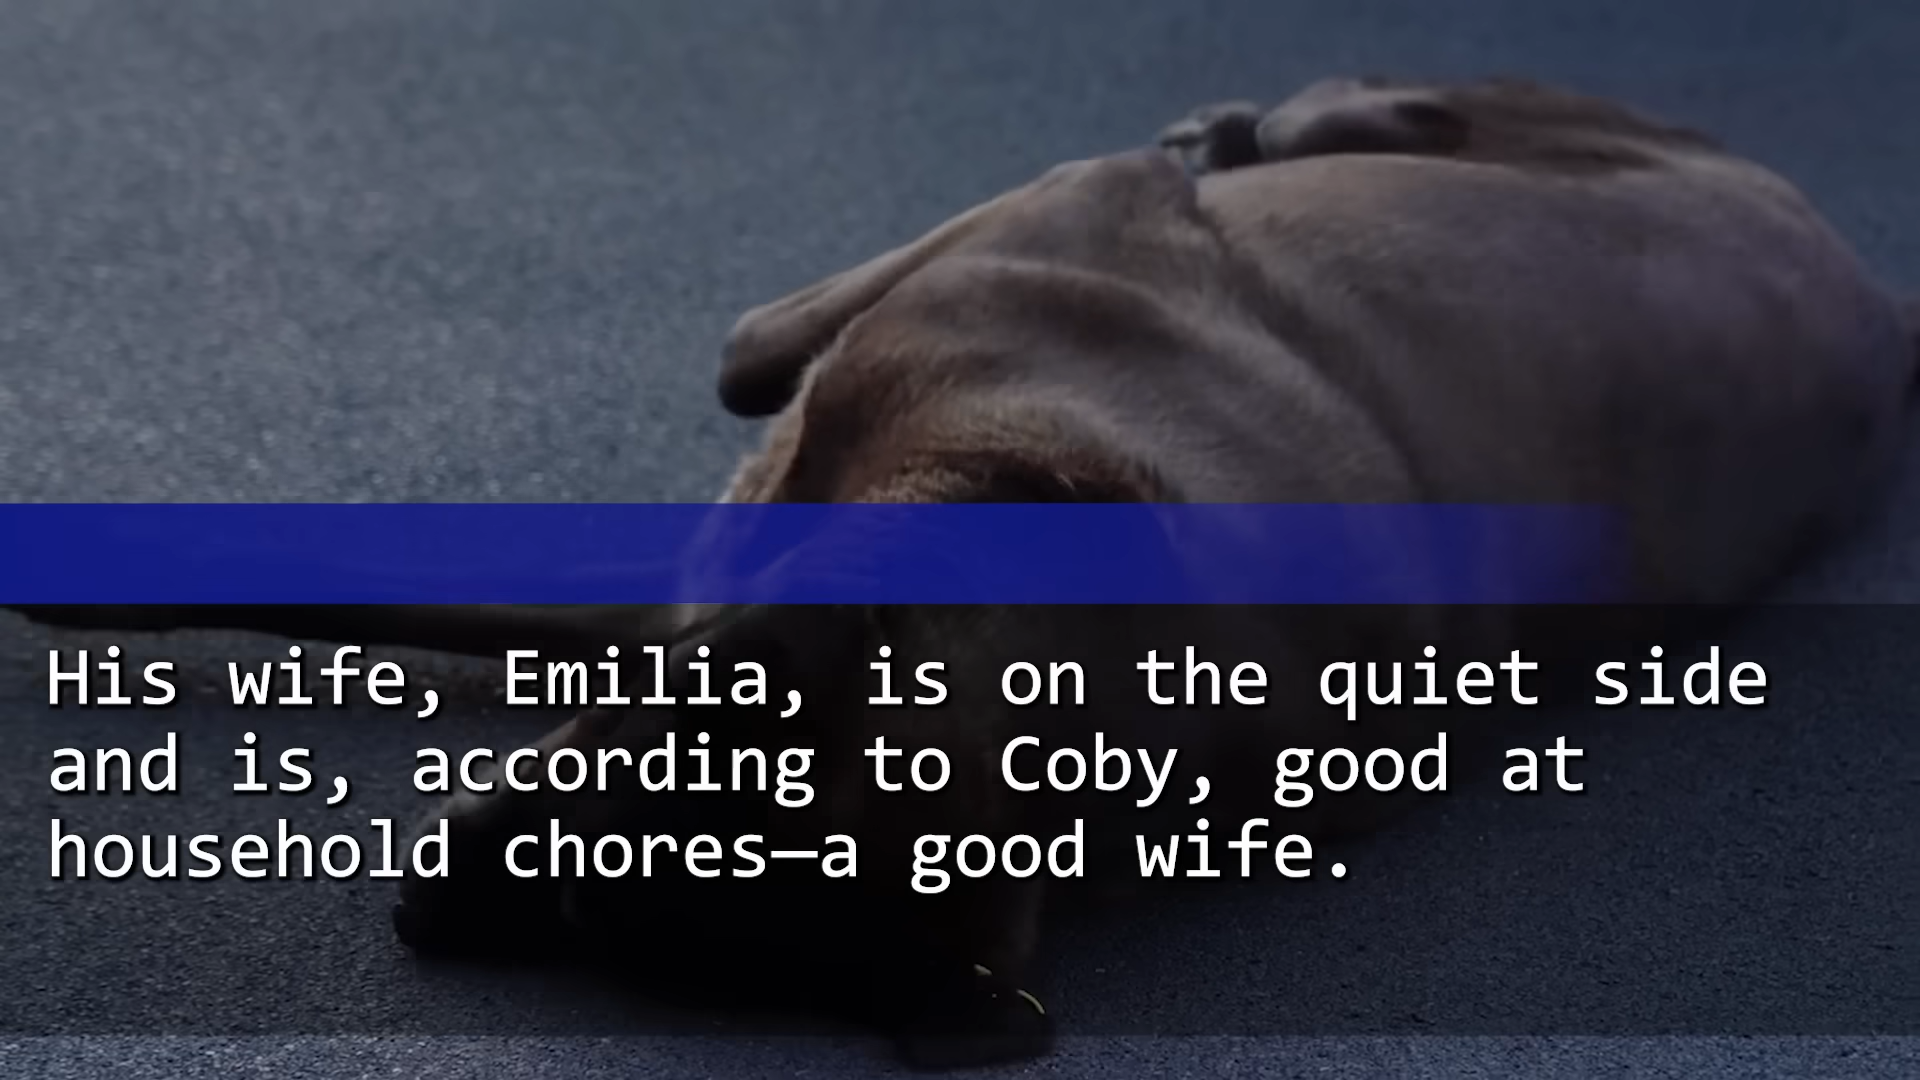 His wife, Emilia, is on the quiet side
and is, according to Coby, good at
household chores—a good wife.